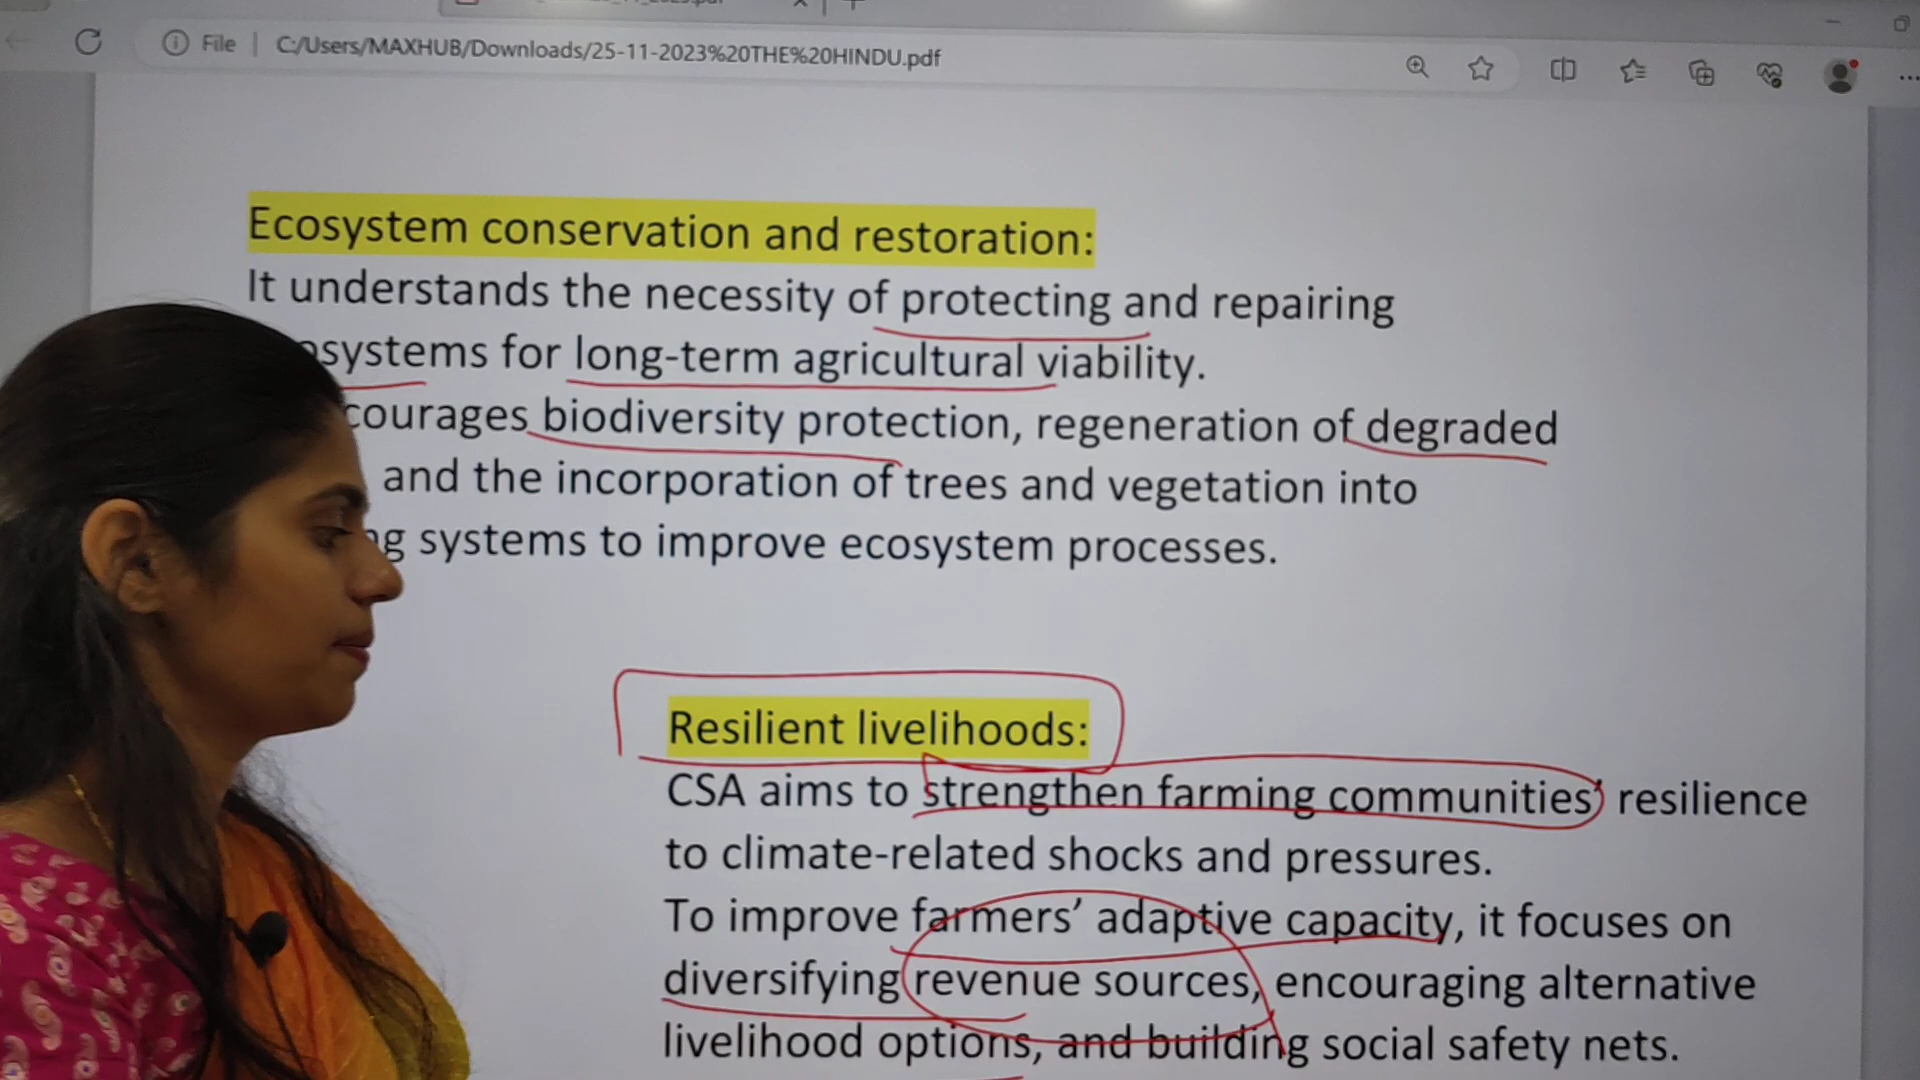 File | C:/Users/MAXHUB/Downloads/25-11-2023%20THE%20HINDU.pdf
Ecosystem conservation and restoration:
It understands the necessity of protecting and repairing
systems for long-term agricultural viability.
courages biodiversity protection, regeneration of degraded
and the incorporation of trees and vegetation into
systems to improve ecosystem processes.
Resilient livelihoods:
CSA aims to strengthen farming communities' resilience
to climate-related shocks and pressures.
To improve farmers' adaptive capacity, it focuses on
diversifying revenue sources, encouraging alternative
livelihood options, and building social safety nets.